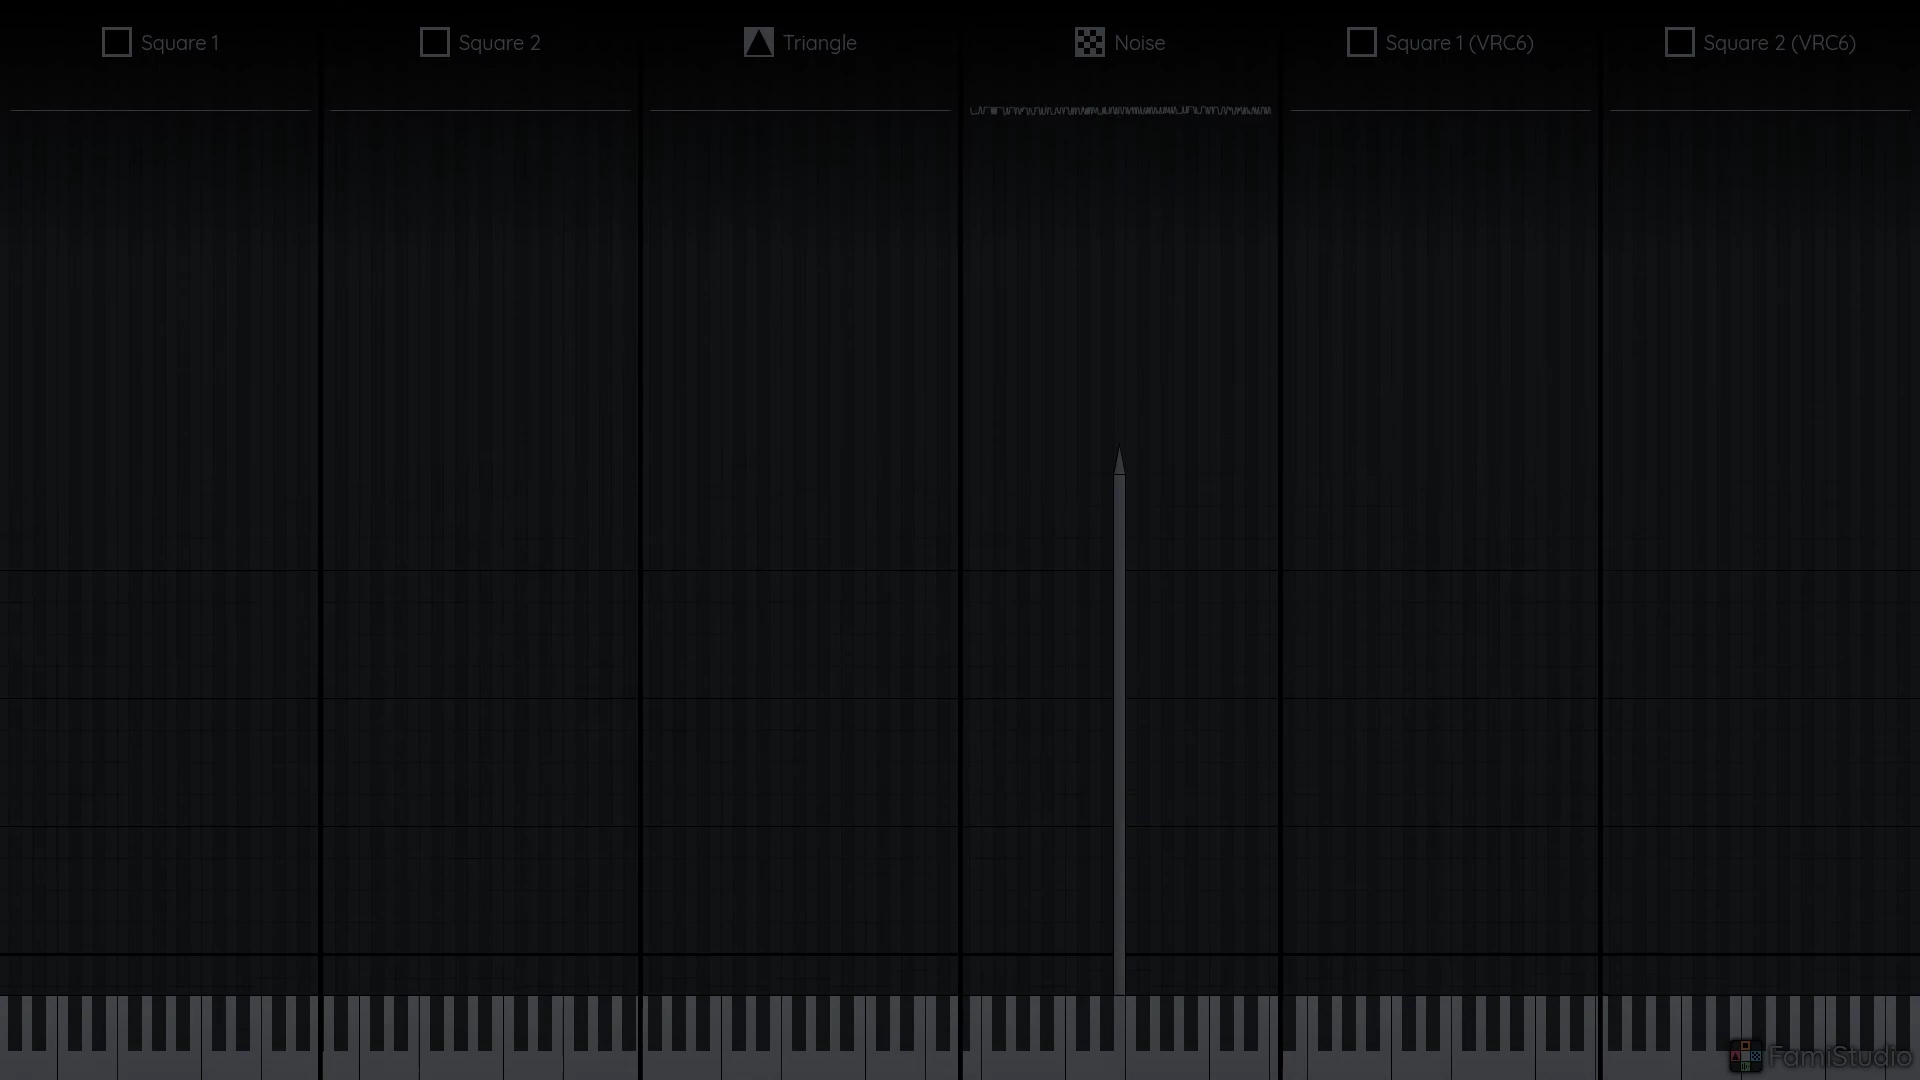 Square 1
Square 2
Triangle
Noise
Square 1 (VRC6)
Square 2 (VRC6)
FamiStudio